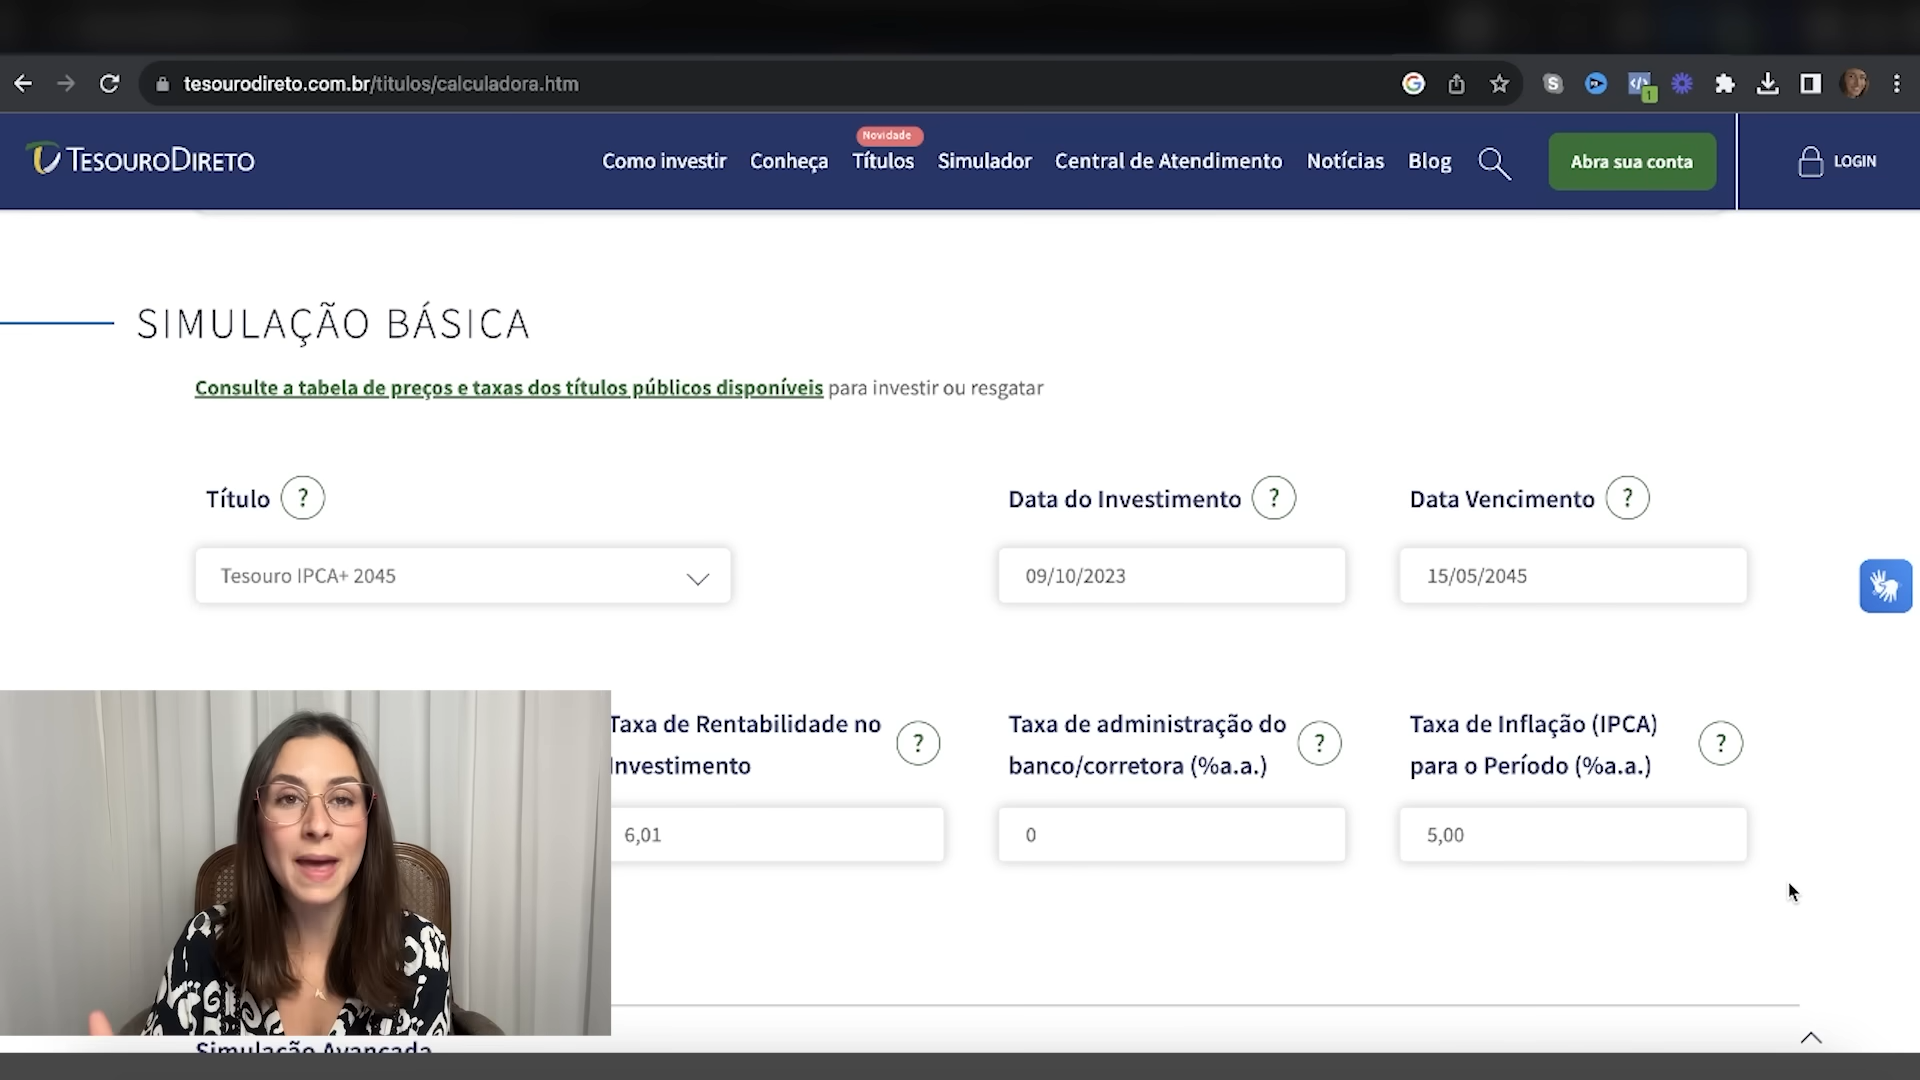 tesourodireto.com.br/titulos/calculadora.htm
1
TESOURODIRETO
Como investir
Conheça
Novidade
Títulos
Simulador
Central de Atendimento
Notícias
Blog
Abra sua conta
LOGIN
SIMULAÇÃO BÁSICA
Consulte a tabela de preços e taxas dos títulos públicos disponíveis para investir ou resgatar
Título ?
Data do Investimento ?
Data Vencimento ?
Tesouro IPCA+ 2045
09/10/2023
15/05/2045
Taxa de Rentabilidade no
Investimento
?
Taxa de administração do
banco/corretora (%a.a.)
?
Taxa de Inflação (IPCA)
para o Período (%a.a.)
?
6,01
0
5,00
Simulação Avançada